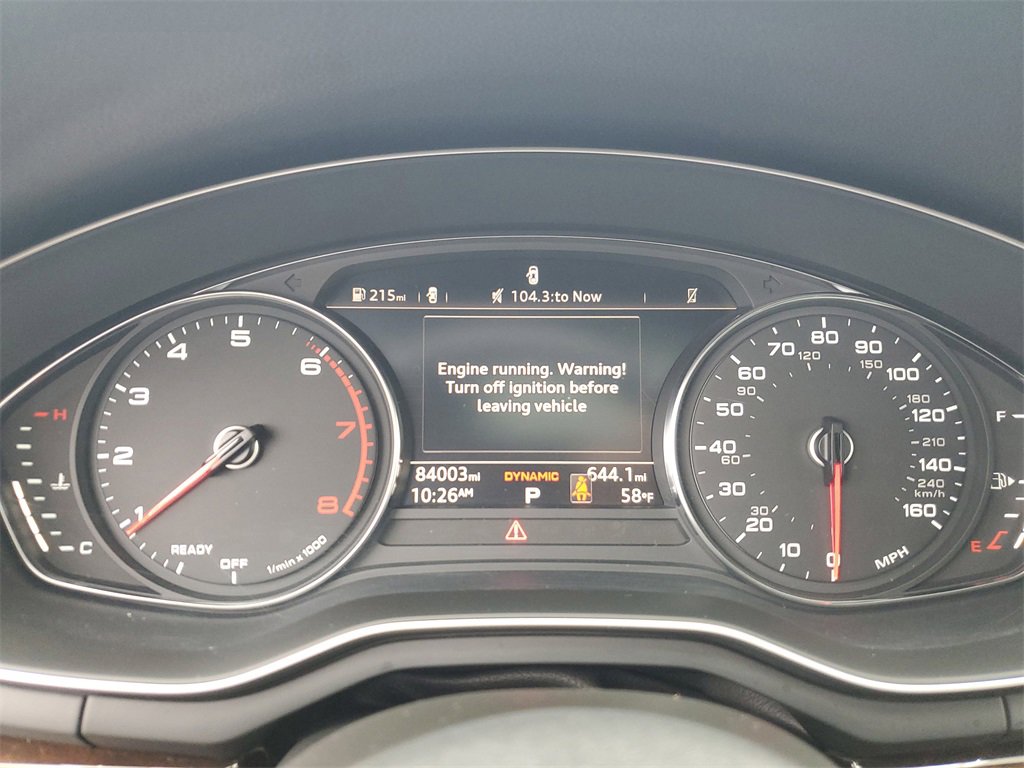 215mi
104.3:to Now
Engine running. Warning!
Turn off ignition before
leaving vehicle
84003mi
DYNAMIC
644.1mi
10:26AM
P
58°F
H
C
READY
OFF
1
2
3
4
5
6
7
8
1/min x 1000
0
10
20
30
40
50
60
70
80
90
100
120
140
160
MPH
30
60
90
120
150
180
210
240
km/h
F
E